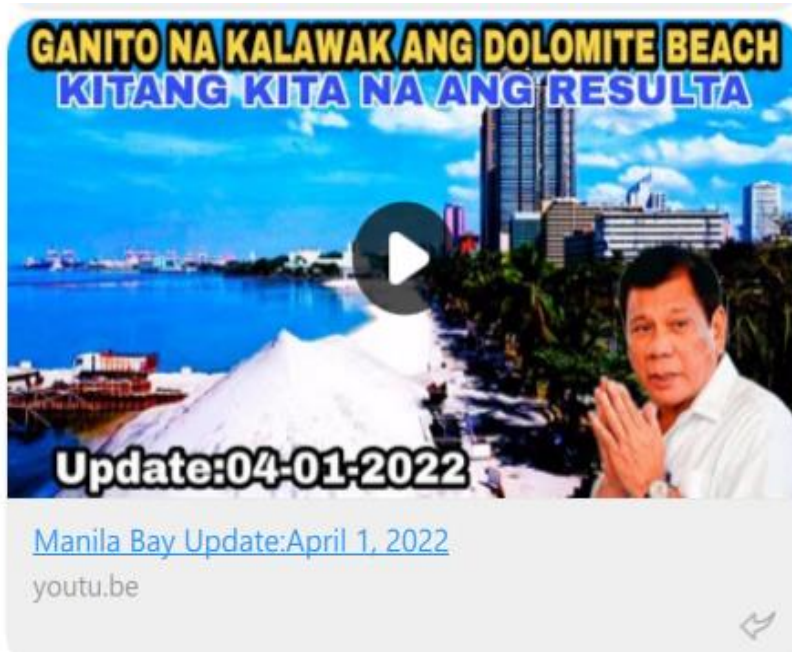 GANITO NA KALAWAK ANG DOLOMITE BEACH
KITANG KITA NA ANG RESULTA
Update:04-01-2022
Manila Bay Update:April 1, 2022
youtu.be